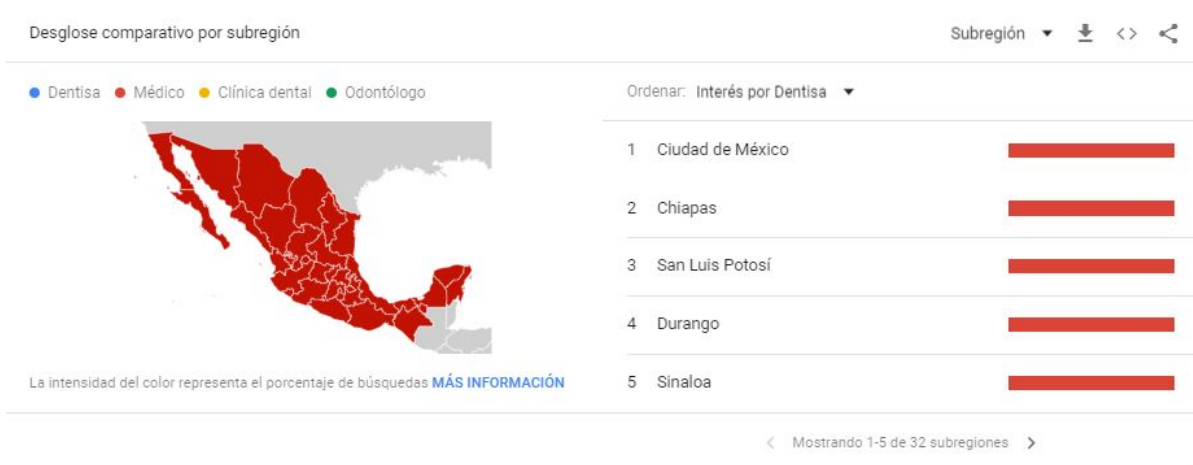 Desglose comparativo por subregión
Subregión
Dentisa Médico Clínica dental Odontólogo
Ordenar: Interés por Dentisa
1 Ciudad de México
2 Chiapas
3 San Luis Potosí
4 Durango
5 Sinaloa
La intensidad del color representa el porcentaje de búsquedas MÁS INFORMACIÓN
Mostrando 1-5 de 32 subregiones